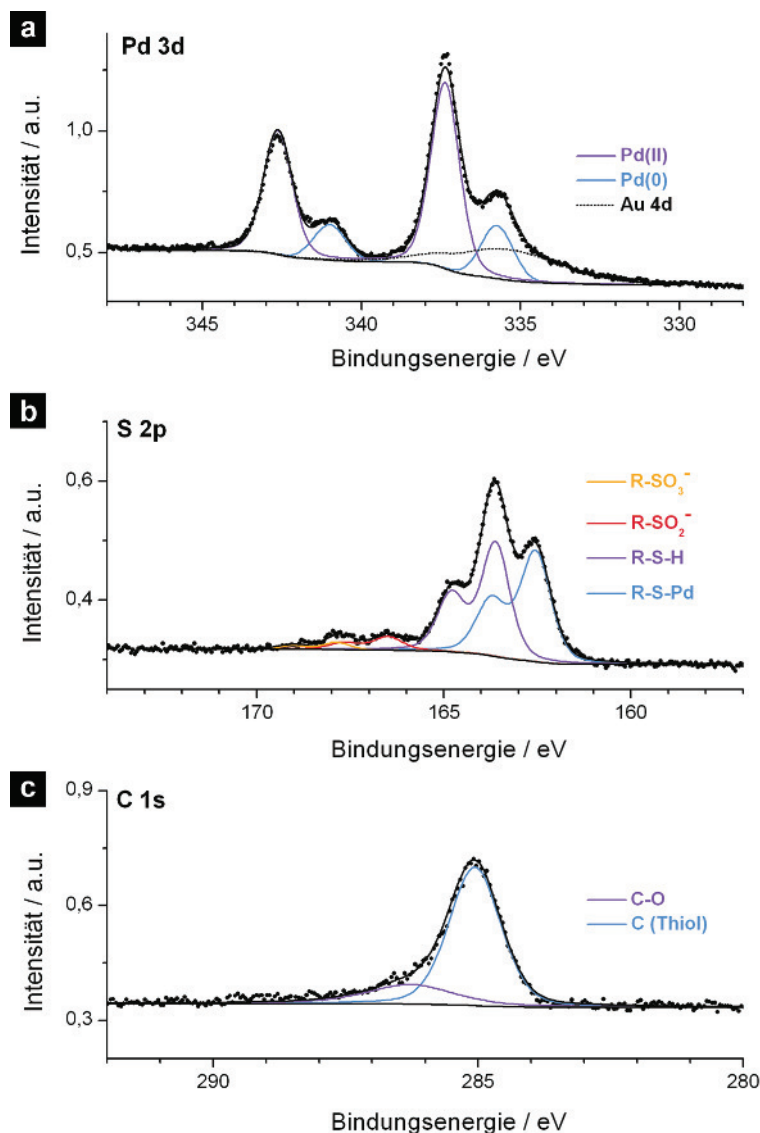 a
Pd 3d
1,0
0,5
Intensität / a.u.
Pd(II)
Pd(0)
Au 4d
345 340 335 330
Bindungsenergie / eV
b
S 2p
0,6
0,4
Intensität / a.u.
R-SO₃⁻
R-SO₂⁻
R-S-H
R-S-Pd
170 165 160
Bindungsenergie / eV
c
C 1s
0,9
0,6
0,3
Intensität / a.u.
C-O
C (Thiol)
290 285 280
Bindungsenergie / eV